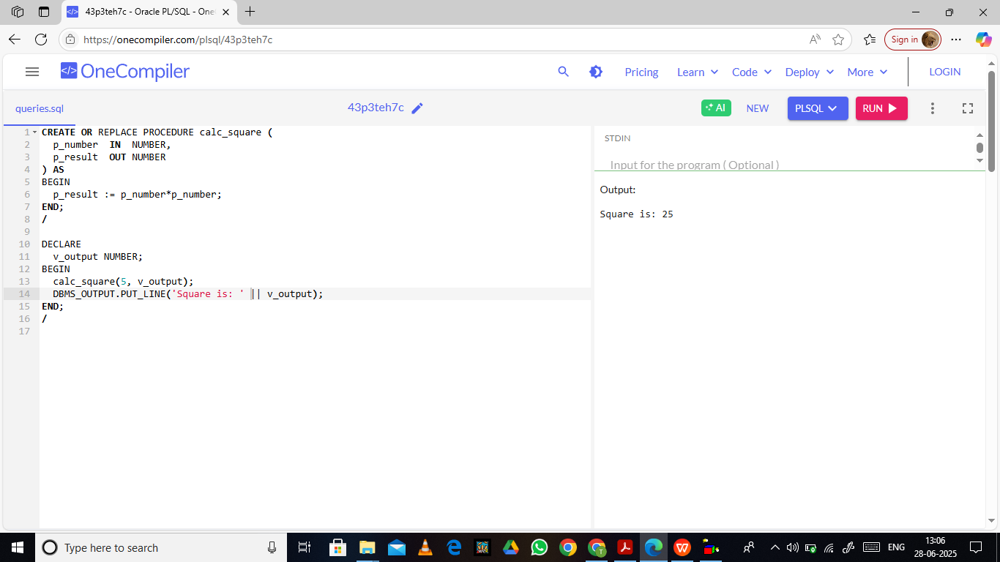 43p3teh7c - Oracle PL/SQL - One
https://onecompiler.com/plsql/43p3teh7c
Sign in
</> OneCompiler
Pricing
Learn
Code
Deploy
More
LOGIN
queries.sql
43p3teh7c
AI
NEW
PLSQL
RUN
1 CREATE OR REPLACE PROCEDURE calc_square (
2   p_number  IN  NUMBER,
3   p_result  OUT NUMBER
4 ) AS
5 BEGIN
6   p_result := p_number*p_number;
7 END;
8 /
9
10 DECLARE
11   v_output NUMBER;
12 BEGIN
13   calc_square(5, v_output);
14   DBMS_OUTPUT.PUT_LINE('Square is: ' || v_output);
15 END;
16 /
17
STDIN
Input for the program ( Optional )
Output:
Square is: 25
Type here to search
ENG
13:06
28-06-2025